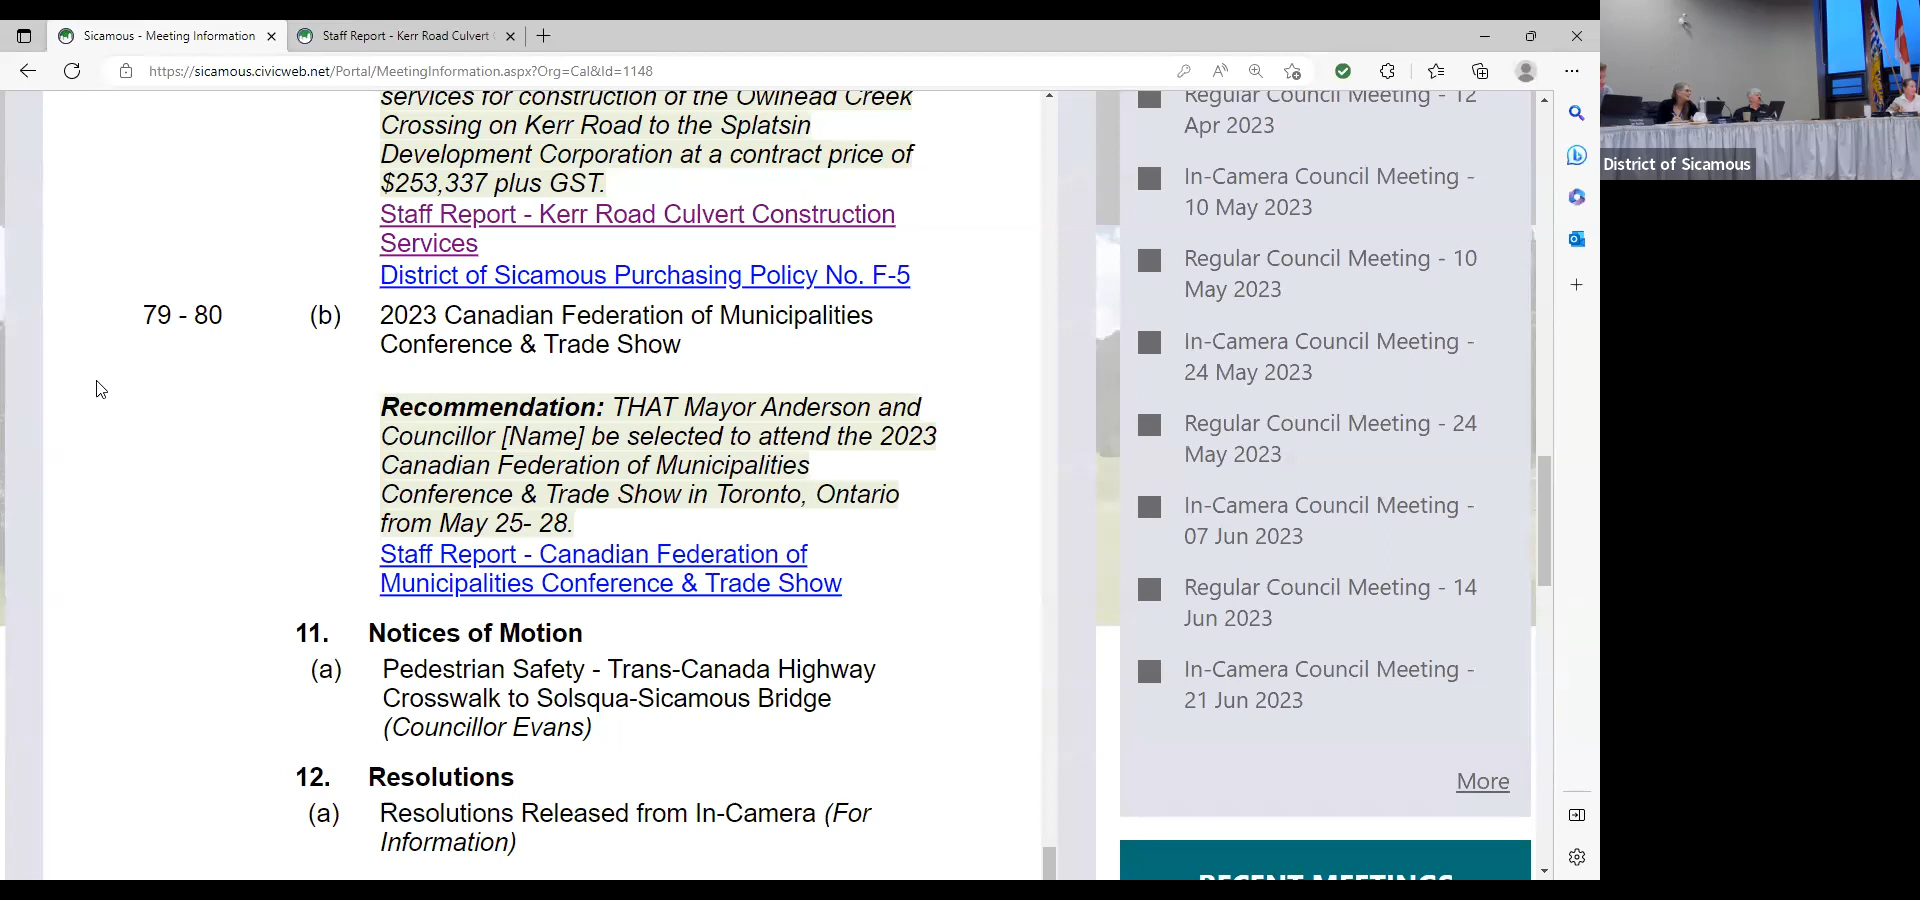 Sicamous - Meeting Information
Staff Report - Kerr Road Culvert
https://sicamous.civicweb.net/Portal/MeetingInformation.aspx?Org=Cal&Id=1148
services for construction of the Owlhead Creek
Crossing on Kerr Road to the Splatsin
Development Corporation at a contract price of
$253,337 plus GST.
Staff Report - Kerr Road Culvert Construction
Services
District of Sicamous Purchasing Policy No. F-5
79 - 80
(b) 2023 Canadian Federation of Municipalities
Conference & Trade Show
Recommendation: THAT Mayor Anderson and
Councillor [Name] be selected to attend the 2023
Canadian Federation of Municipalities
Conference & Trade Show in Toronto, Ontario
from May 25- 28.
Staff Report - Canadian Federation of
Municipalities Conference & Trade Show
11. Notices of Motion
(a) Pedestrian Safety - Trans-Canada Highway
Crosswalk to Solsqua-Sicamous Bridge
(Councillor Evans)
12. Resolutions
(a) Resolutions Released from In-Camera (For
Information)
Regular Council Meeting - 12
Apr 2023
In-Camera Council Meeting -
10 May 2023
Regular Council Meeting - 10
May 2023
In-Camera Council Meeting -
24 May 2023
Regular Council Meeting - 24
May 2023
In-Camera Council Meeting -
07 Jun 2023
Regular Council Meeting - 14
Jun 2023
In-Camera Council Meeting -
21 Jun 2023
More
RECENT MEETINGS
District of Sicamous